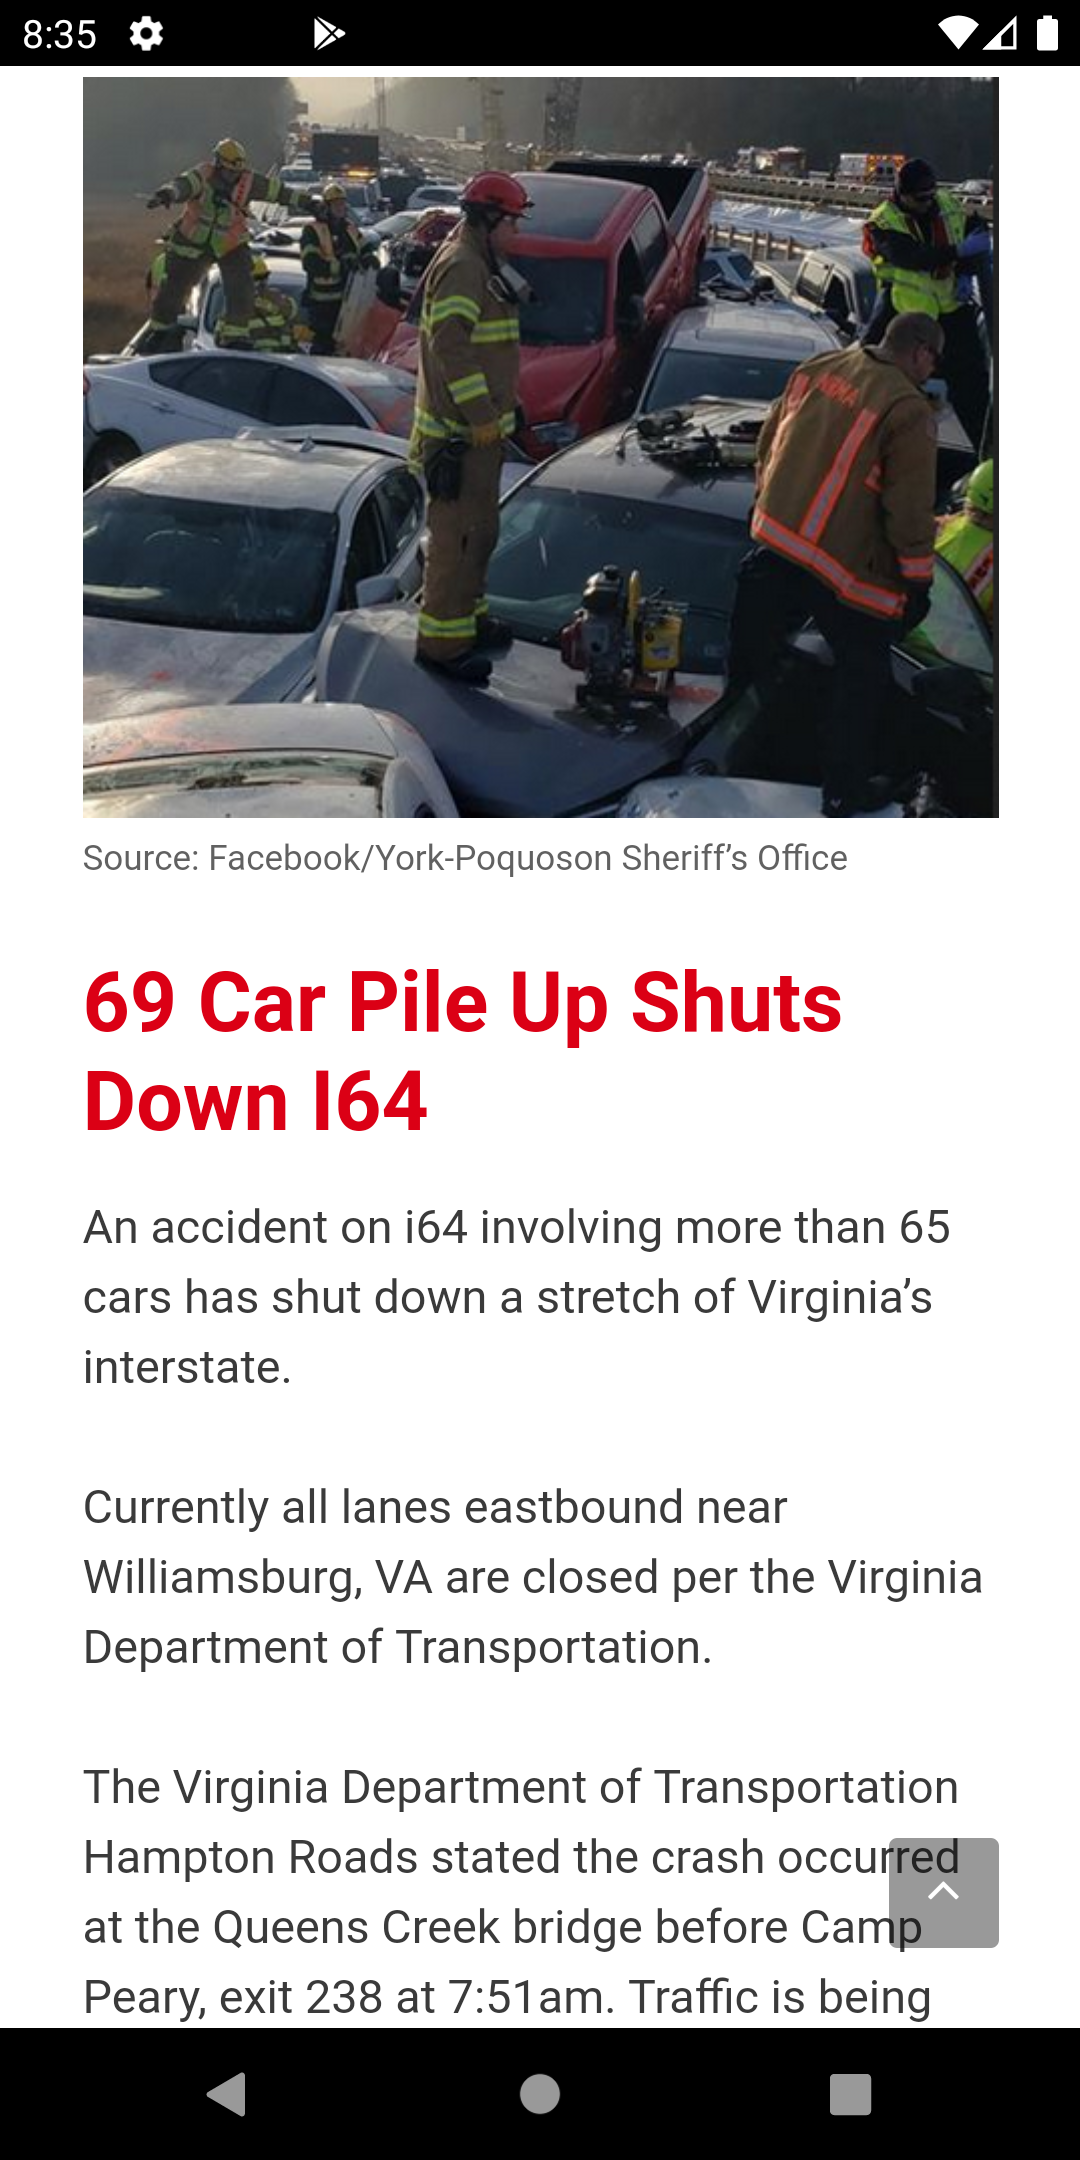 8:35
Source: Facebook/York-Poquoson Sheriff’s Office
69 Car Pile Up Shuts
Down I64
An accident on i64 involving more than 65
cars has shut down a stretch of Virginia’s
interstate.
Currently all lanes eastbound near
Williamsburg, VA are closed per the Virginia
Department of Transportation.
The Virginia Department of Transportation
Hampton Roads stated the crash occurred
at the Queens Creek bridge before Camp
Peary, exit 238 at 7:51am. Traffic is being